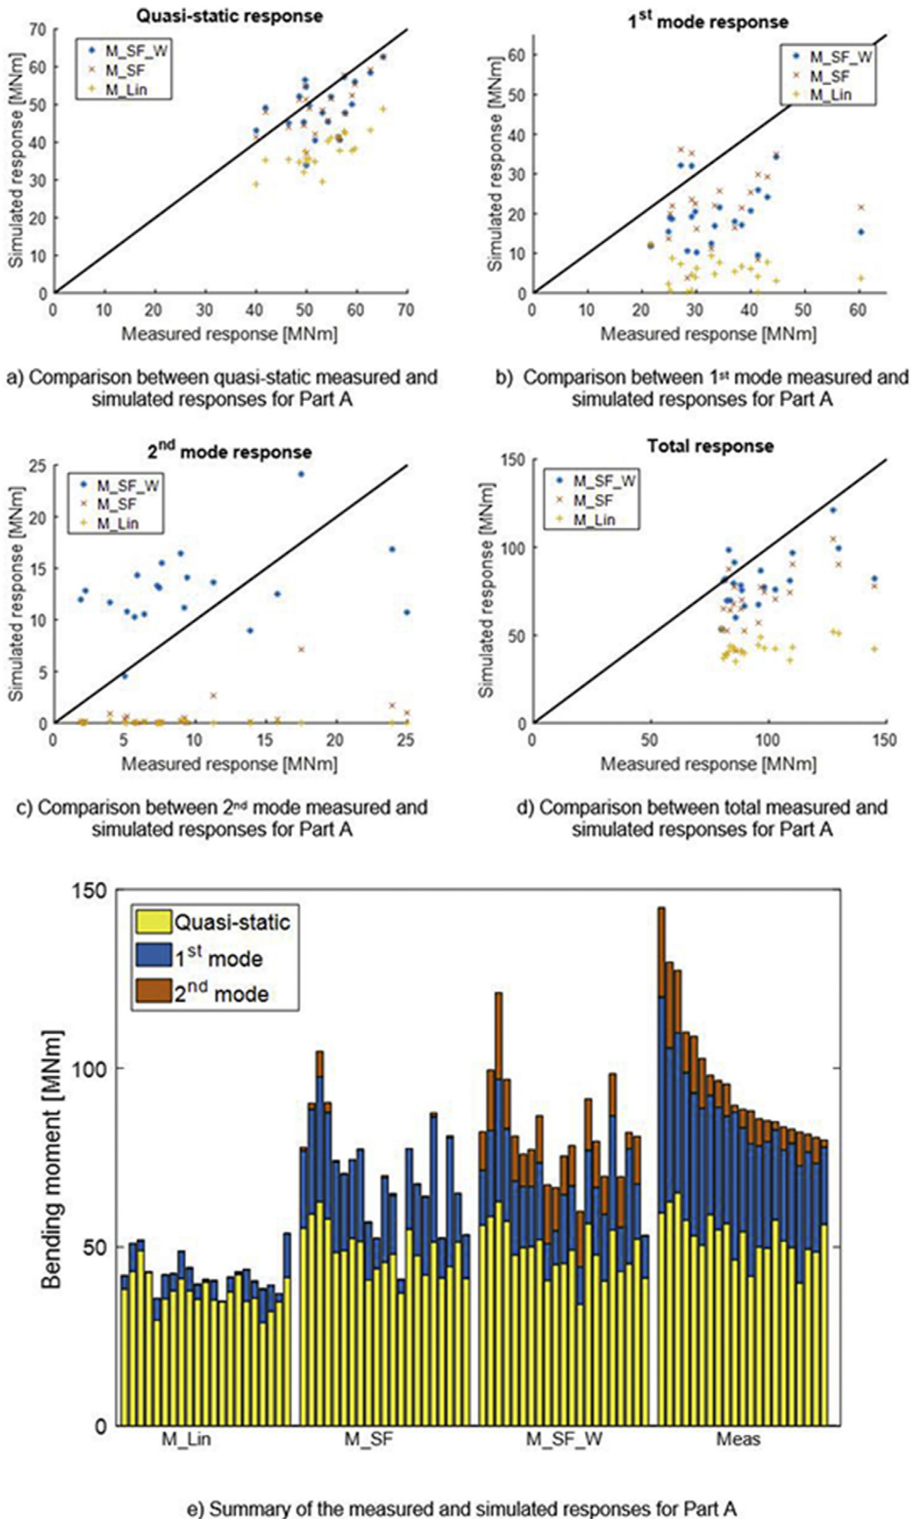 Quasi-static response
70
60
50
40
30
20
10
0
Simulated response [MNm]
M_SF_W
M_SF
M_Lin
0 10 20 30 40 50 60 70
Measured response [MNm]
a) Comparison between quasi-static measured and
simulated responses for Part A
1st mode response
60
50
40
30
20
10
0
Simulated response [MNm]
M_SF_W
M_SF
M_Lin
0 10 20 30 40 50 60
Measured response [MNm]
b) Comparison between 1st mode measured and
simulated responses for Part A
2nd mode response
25
20
15
10
5
0
Simulated response [MNm]
M_SF_W
M_SF
M_Lin
0 5 10 15 20 25
Measured response [MNm]
c) Comparison between 2nd mode measured and
simulated responses for Part A
Total response
150
100
50
0
Simulated response [MNm]
M_SF_W
M_SF
M_Lin
0 50 100 150
Measured response [MNm]
d) Comparison between total measured and
simulated responses for Part A
150
100
50
0
Bending moment [MNm]
Quasi-static
1st mode
2nd mode
M_Lin M_SF M_SF_W Meas
e) Summary of the measured and simulated responses for Part A